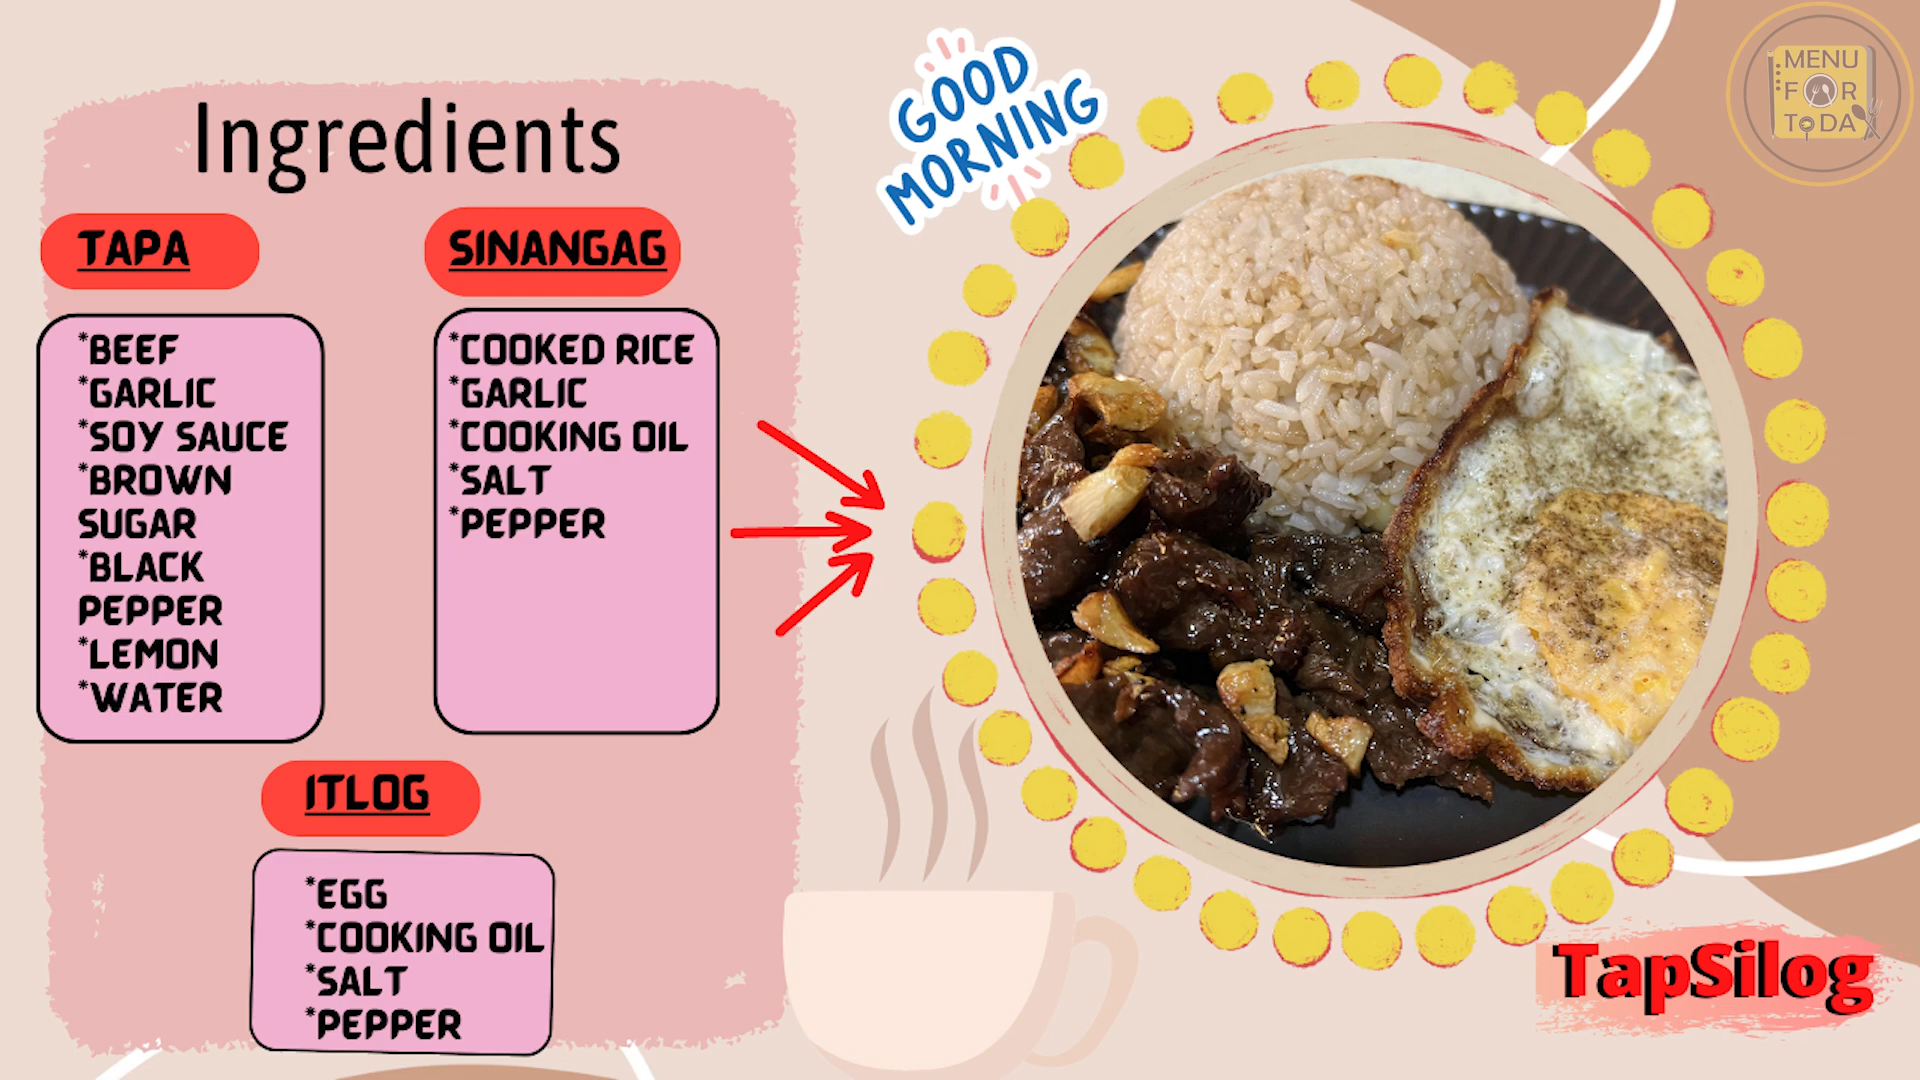 Ingredients
TAPA
*BEEF
*GARLIC
*SOY SAUCE
*BROWN
SUGAR
*BLACK
PEPPER
*LEMON
*WATER
SINANGAG
*COOKED RICE
*GARLIC
*COOKING OIL
*SALT
*PEPPER
ITLOG
*EGG
*COOKING OIL
*SALT
*PEPPER
GOOD
MORNING
MENU
FOR
TODA
TapSilog